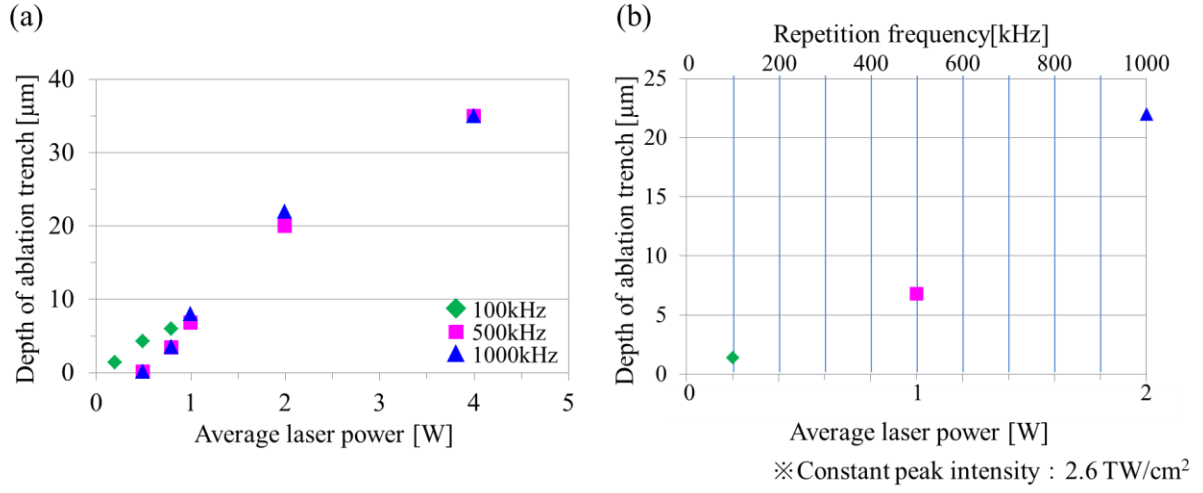 (a)
Depth of ablation trench [μm]
40
30
20
10
0
0 1 2 3 4 5
Average laser power [W]
100kHz
500kHz
1000kHz
(b)
Repetition frequency[kHz]
0 200 400 600 800 1000
Depth of ablation trench [μm]
25
20
15
10
5
0
0 1 2
Average laser power [W]
※Constant peak intensity : 2.6 TW/cm²